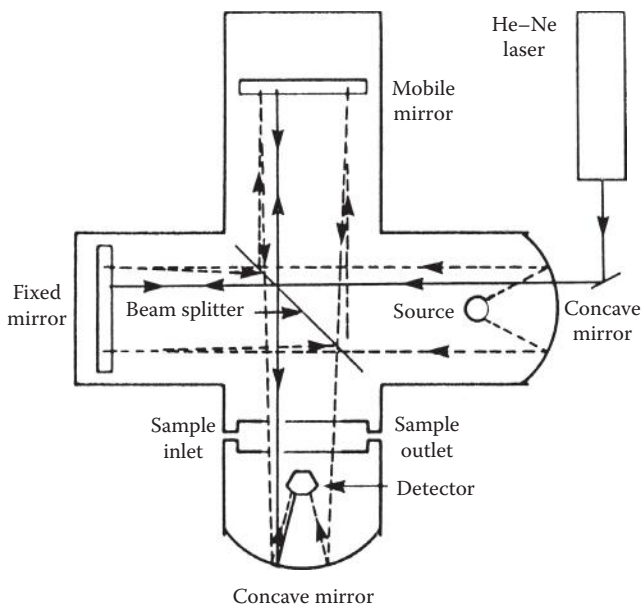 He–Ne
laser
Mobile
mirror
Fixed
mirror
Beam splitter
Source
Concave
mirror
Sample
inlet
Sample
outlet
Detector
Concave mirror